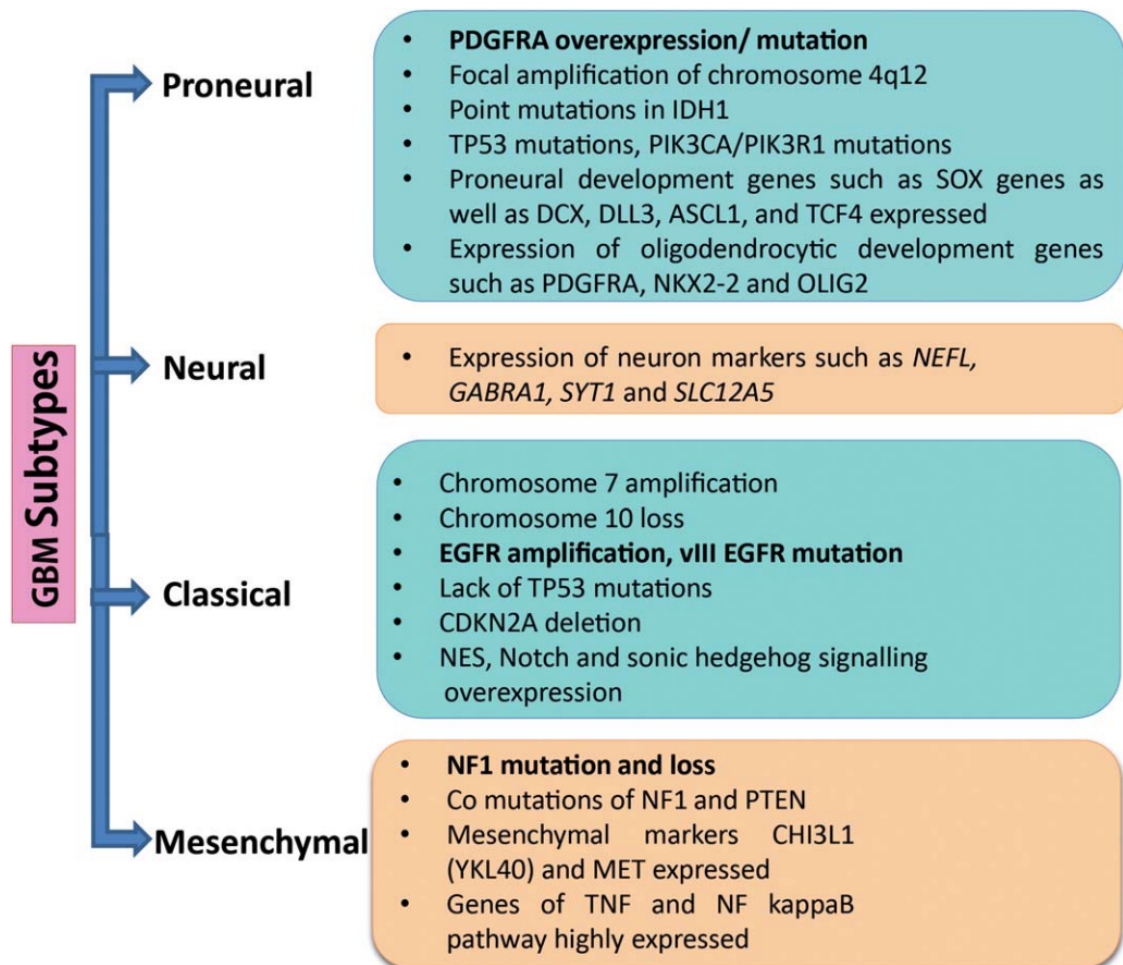 GBM Subtypes
Proneural
• PDGFRA overexpression/ mutation
• Focal amplification of chromosome 4q12
• Point mutations in IDH1
• TP53 mutations, PIK3CA/PIK3R1 mutations
• Proneural development genes such as SOX genes as
well as DCX, DLL3, ASCL1, and TCF4 expressed
• Expression of oligodendrocytic development genes
such as PDGFRA, NKX2-2 and OLIG2
Neural
• Expression of neuron markers such as NEFL,
GABRA1, SYT1 and SLC12A5
Classical
• Chromosome 7 amplification
• Chromosome 10 loss
• EGFR amplification, vIII EGFR mutation
• Lack of TP53 mutations
• CDKN2A deletion
• NES, Notch and sonic hedgehog signalling
overexpression
Mesenchymal
• NF1 mutation and loss
• Co mutations of NF1 and PTEN
• Mesenchymal markers CHI3L1
(YKL40) and MET expressed
• Genes of TNF and NF kappaB
pathway highly expressed